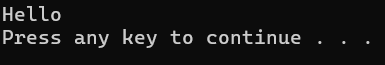 Hello
Press any key to continue . . .